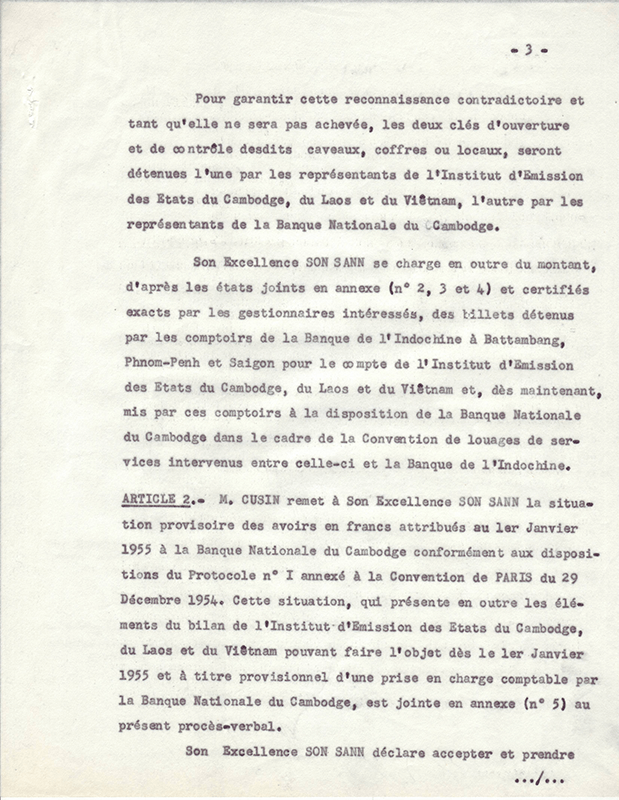 - 3 -
Pour garantir cette reconnaissance contradictoire et
tant qu'elle ne sera pas achevée, les deux clés d'ouverture
et de contrôle desdits caveaux, coffres ou locaux, seront
détenues l'une par les représentants de l'Institut d'Emission
des Etats du Cambodge, du Laos et du Viêtnam, l'autre par les
représentants de la Banque Nationale du Cambodge.
Son Excellence SON SANN se charge en outre du montant,
d'après les états joints en annexe (n° 2, 3 et 4) et certifiés
exacts par les gestionnaires intéressés, des billets détenus
par les comptoirs de la Banque de l'Indochine à Battambang,
Phnom-Penh et Saigon pour le compte de l'Institut d'Emission
des Etats du Cambodge, du Laos et du Viêtnam et, dès maintenant,
mis par ces comptoirs à la disposition de la Banque Nationale
du Cambodge dans le cadre de la Convention de louages de ser-
vices intervenus entre celle-ci et la Banque de l'Indochine.
ARTICLE 2.- M. CUSIN remet à Son Excellence SON SANN la situa-
tion provisoire des avoirs en francs attribués au 1er Janvier
1955 à la Banque Nationale du Cambodge conformément aux disposi-
tions du Protocole n° I annexé à la Convention de PARIS du 29
Décembre 1954. Cette situation, qui présente en outre les élé-
ments du bilan de l'Institut d'Emission des Etats du Cambodge,
du Laos et du Viêtnam pouvant faire l'objet dès le 1er Janvier
1955 et à titre provisionnel d'une prise en charge comptable par
la Banque Nationale du Cambodge, est jointe en annexe (n° 5) au
présent procès-verbal.
Son Excellence SON SANN déclare accepter et prendre
.../...